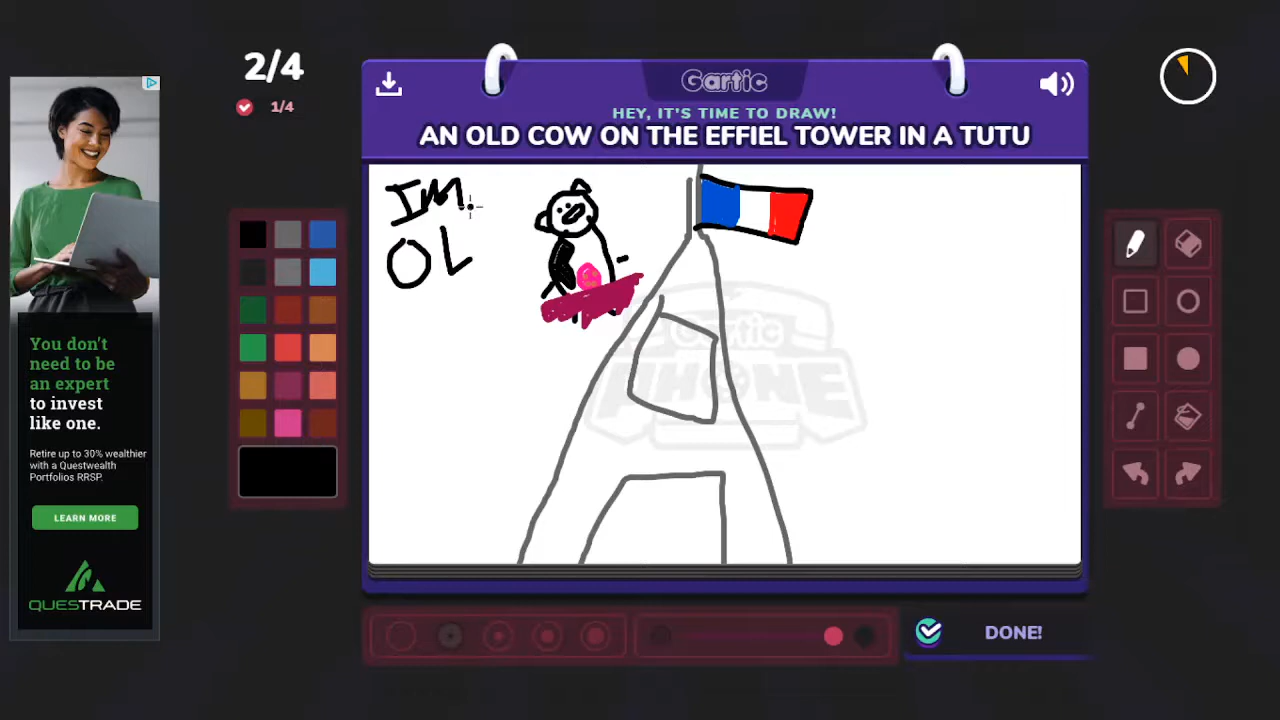 2/4
1/4
Gartic
HEY, IT'S TIME TO DRAW!
AN OLD COW ON THE EFFIEL TOWER IN A TUTU
IM
OL
Gartic
PHONE
You don't
need to be
an expert
to invest
like one.
Retire up to 30% wealthier
with a Questwealth
Portfolios RRSP.
LEARN MORE
QUESTRADE
DONE!